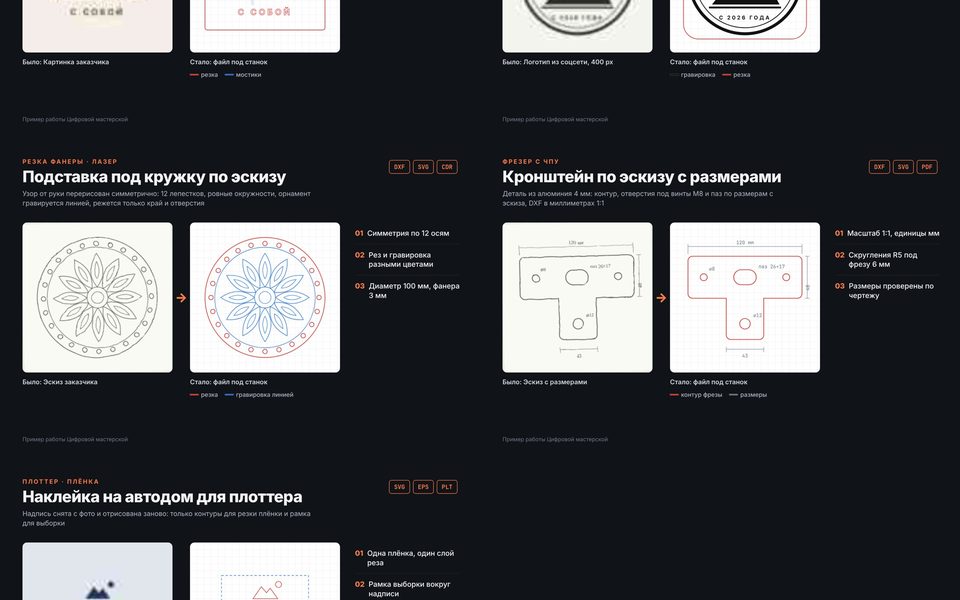 С СОБОЙ
С СОБОЙ
Было: Картинка заказчика
Стало: файл под станок
резка
мостики
Пример работы Цифровой мастерской
С 2026 ГОДА
С 2026 ГОДА
Было: Логотип из соцсети, 400 px
Стало: файл под станок
гравировка
резка
Пример работы Цифровой мастерской
РЕЗКА ФАНЕРЫ · ЛАЗЕР
Подставка под кружку по эскизу
DXF
SVG
CDR
Узор от руки перерисован симметрично: 12 лепестков, ровные окружности, орнамент
гравируется линией, режется только край и отверстия
01 Симметрия по 12 осям
02 Рез и гравировка
разными цветами
03 Диаметр 100 мм, фанера
3 мм
Было: Эскиз заказчика
Стало: файл под станок
резка
гравировка линией
Пример работы Цифровой мастерской
ФРЕЗЕР С ЧПУ
Кронштейн по эскизу с размерами
DXF
SVG
PDF
Деталь из алюминия 4 мм: контур, отверстия под винты М8 и паз по размерам с
эскиза, DXF в миллиметрах 1:1
120 мм
ø8
паз 26×17
ø11
43
120 мм
ø8
паз 26×17
ø11
43
01 Масштаб 1:1, единицы мм
02 Скругления R5 под
фрезу 6 мм
03 Размеры проверены по
чертежу
Было: Эскиз с размерами
Стало: файл под станок
контур фрезы
размеры
Пример работы Цифровой мастерской
ПЛОТТЕР · ПЛЁНКА
Наклейка на автодом для плоттера
SVG
EPS
PLT
Надпись снята с фото и отрисована заново: только контуры для резки плёнки и рамка
для выборки
01 Одна плёнка, один слой
реза
02 Рамка выборки вокруг
надписи